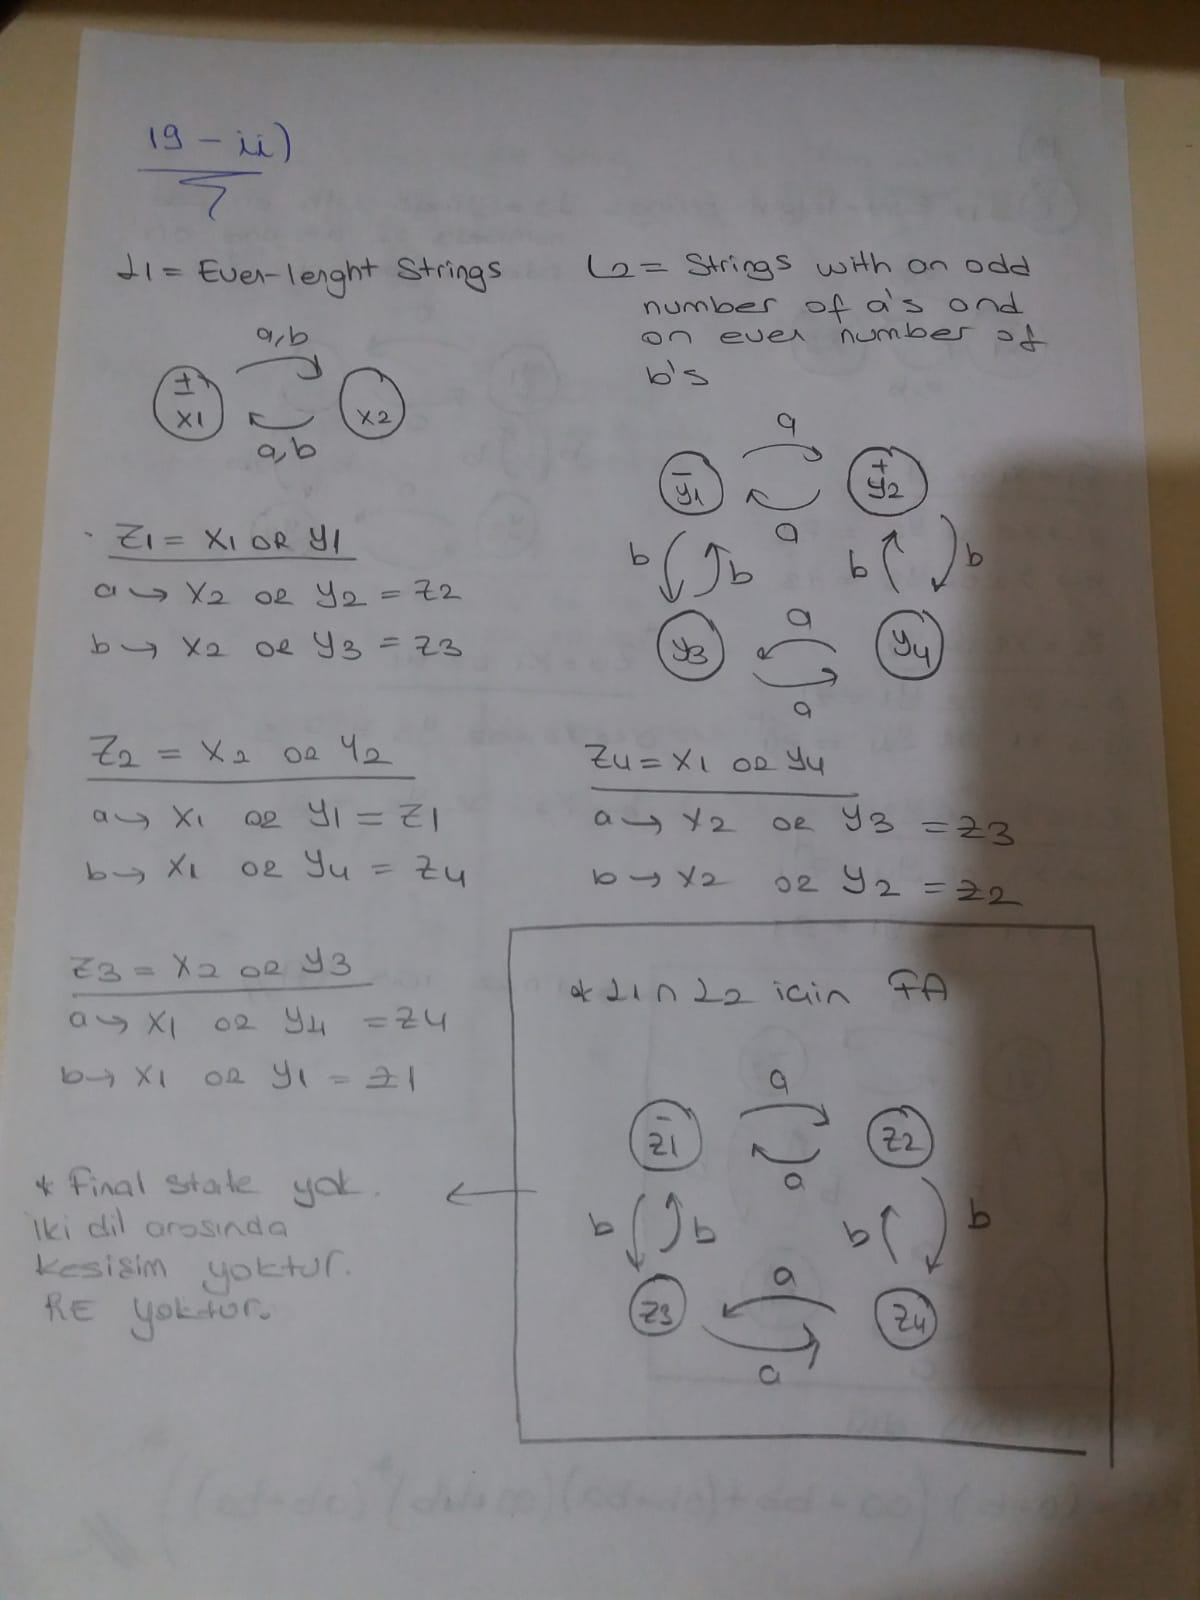 19 - ii)
L1 = Even-lenght Strings
a,b
± x1
x2
a,b
L2 = Strings with an odd
number of a's and
an even number of
b's
a
- y1
+ y2
a
b
b
b
b
a
y3
y4
a
Z1 = X1 OR Y1
a → X2 or Y2 = Z2
b → X2 or Y3 = Z3
Z2 = X2 or Y2
a → X1 or Y1 = Z1
b → X1 or Y4 = Z4
Z4 = X1 or Y4
a → X2 or Y3 = Z3
b → X2 or Y2 = Z2
Z3 = X2 or Y3
a → X1 or Y4 = Z4
b → X1 or Y1 = Z1
* L1 ∩ L2 için FA
a
- Z1
Z2
a
b
b
b
b
a
Z3
Z4
a
* Final state yok.
İki dil arasında
kesişim yoktur.
RE yoktur.